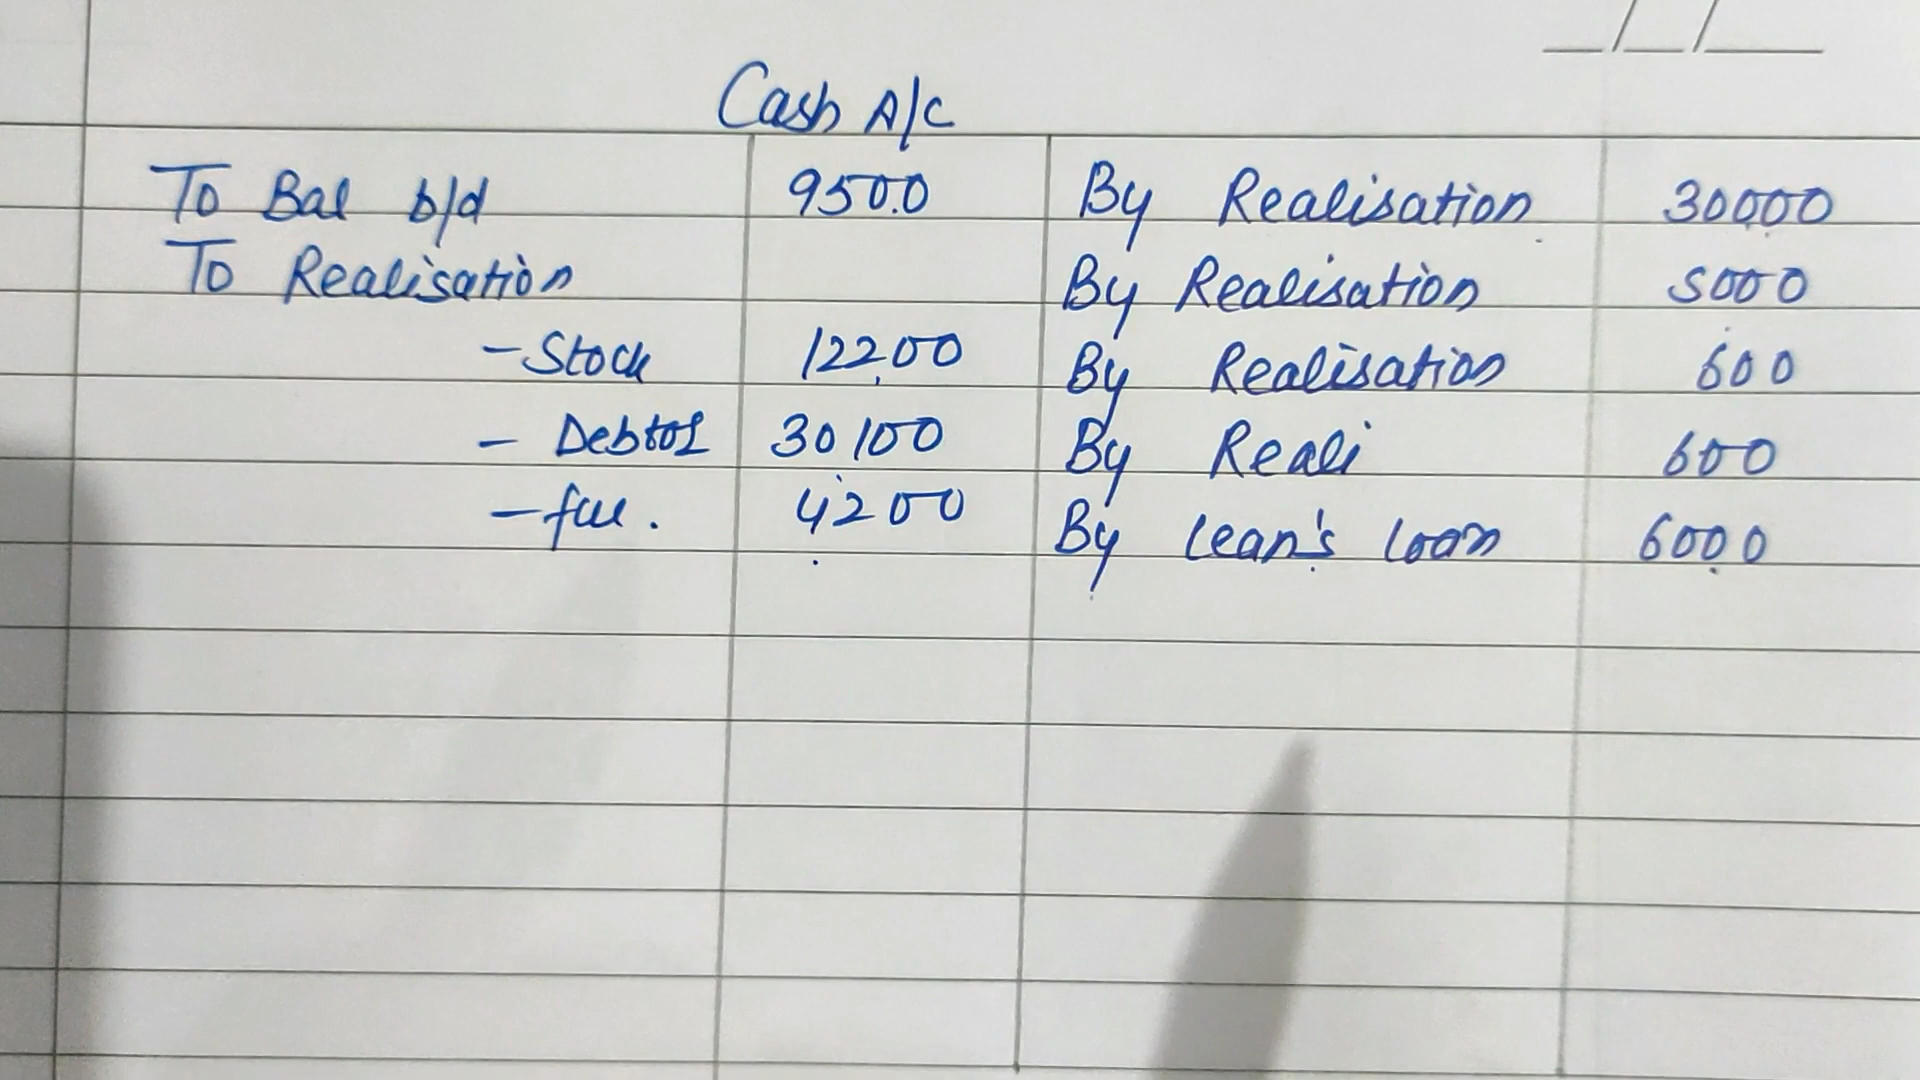 Cash A/c
To Bal b/d 9500 By Realisation 30000
To Realisation By Realisation 5000
- Stock 12200 By Realisation 600
- Debtos 30100 By Reali 600
- fur. 4200 By lean's loan 6000